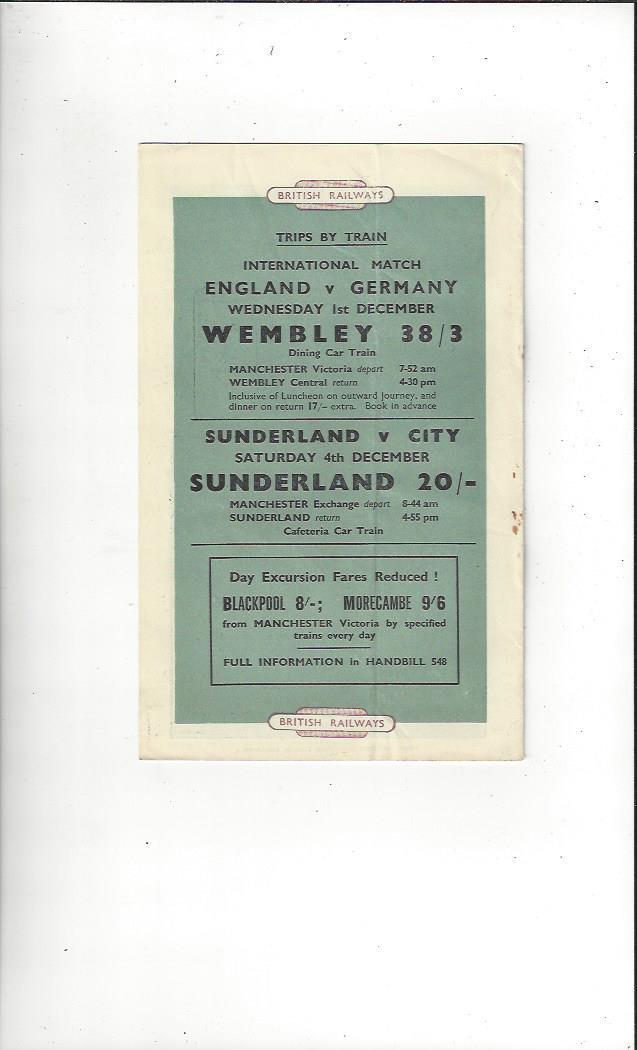 BRITISH RAILWAYS
TRIPS BY TRAIN
INTERNATIONAL MATCH
ENGLAND v GERMANY
WEDNESDAY 1st DECEMBER
WEMBLEY 38/3
Dining Car Train
MANCHESTER Victoria depart 7-52 am
WEMBLEY Central return 4-30 pm
Inclusive of Luncheon on outward Journey, and
dinner on return 17/- extra. Book in advance
SUNDERLAND v CITY
SATURDAY 4th DECEMBER
SUNDERLAND 20/-
MANCHESTER Exchange depart 8-44 am
SUNDERLAND return 4-55 pm
Cafeteria Car Train
Day Excursion Fares Reduced !
BLACKPOOL 8/-; MORECAMBE 9/6
from MANCHESTER Victoria by specified
trains every day
FULL INFORMATION in HANDBILL 548
BRITISH RAILWAYS